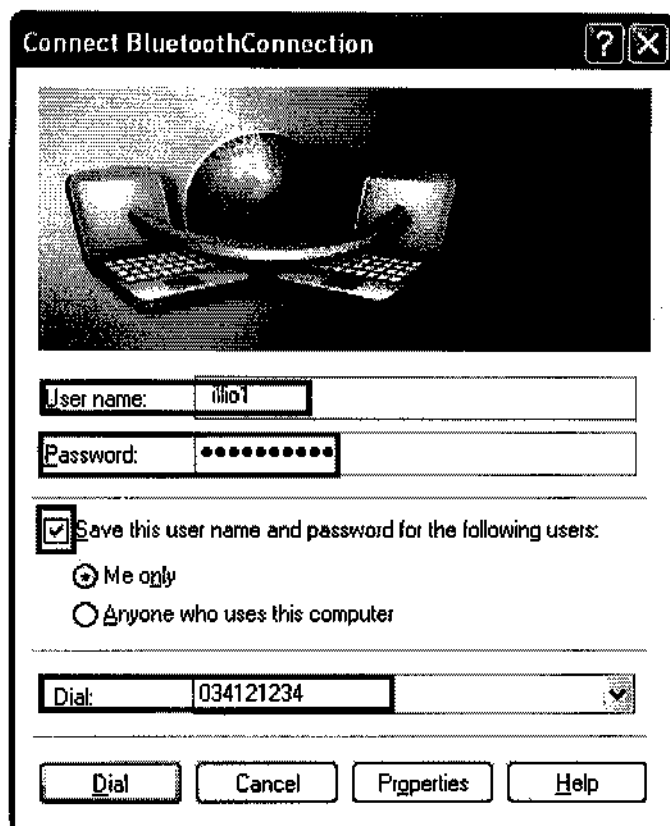 Connect BluetoothConnection
User name:
Password: ••••••••••
Save this user name and password for the following users:
Me only
Anyone who uses this computer
Dial: 034121234
Dial Cancel Properties Help